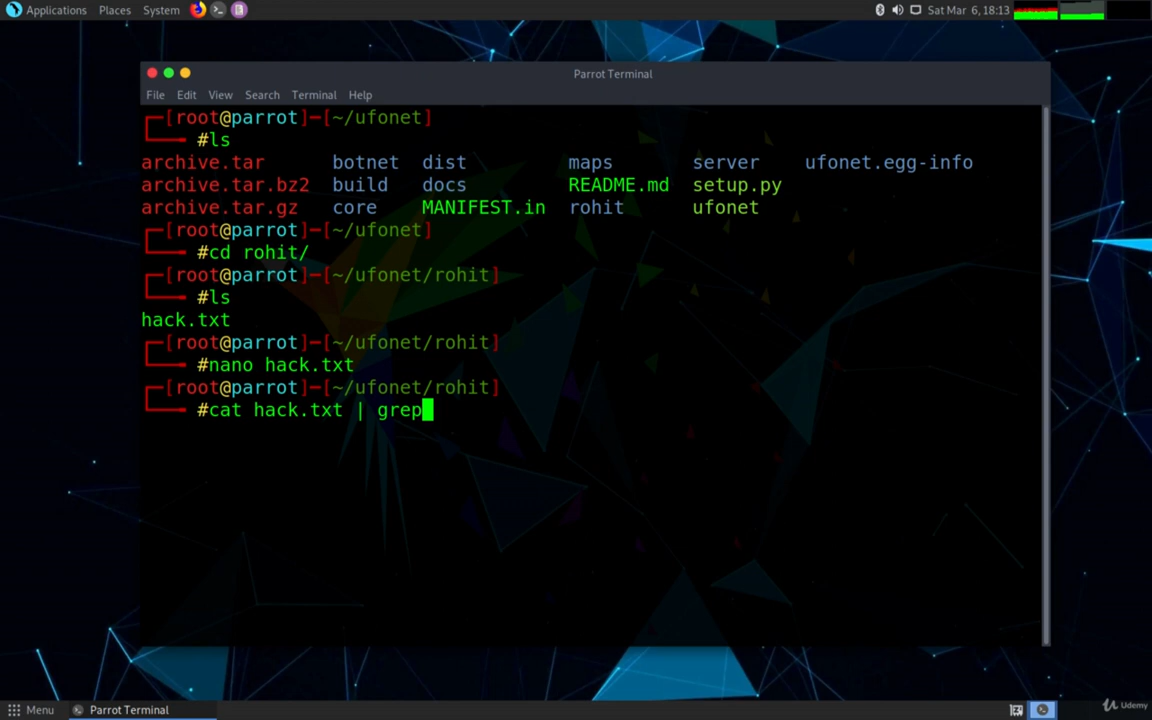 Applications Places System Sat Mar 6, 18:13
Parrot Terminal
File Edit View Search Terminal Help
┌─[root@parrot]─[~/ufonet]
└──╼ #ls
archive.tar botnet dist maps server ufonet.egg-info
archive.tar.bz2 build docs README.md setup.py
archive.tar.gz core MANIFEST.in rohit ufonet
┌─[root@parrot]─[~/ufonet]
└──╼ #cd rohit/
┌─[root@parrot]─[~/ufonet/rohit]
└──╼ #ls
hack.txt
┌─[root@parrot]─[~/ufonet/rohit]
└──╼ #nano hack.txt
┌─[root@parrot]─[~/ufonet/rohit]
└──╼ #cat hack.txt | grep
Menu Parrot Terminal
Udemy